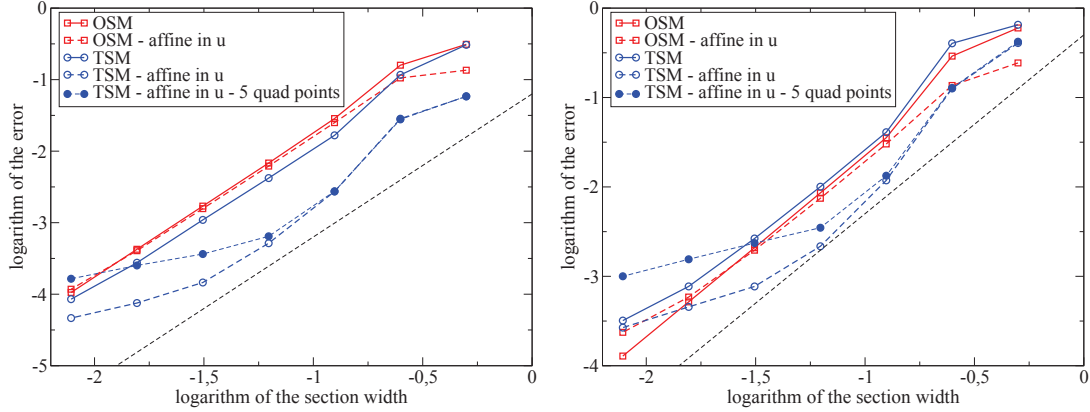 0
-1
-2
-3
-4
-5
logarithm of the error
OSM
OSM - affine in u
TSM
TSM - affine in u
TSM - affine in u - 5 quad points
-2
-1,5
-1
-0,5
0
logarithm of the section width
0
-1
-2
-3
-4
logarithm of the error
OSM
OSM - affine in u
TSM
TSM - affine in u
TSM - affine in u - 5 quad points
-2
-1,5
-1
-0,5
0
logarithm of the section width